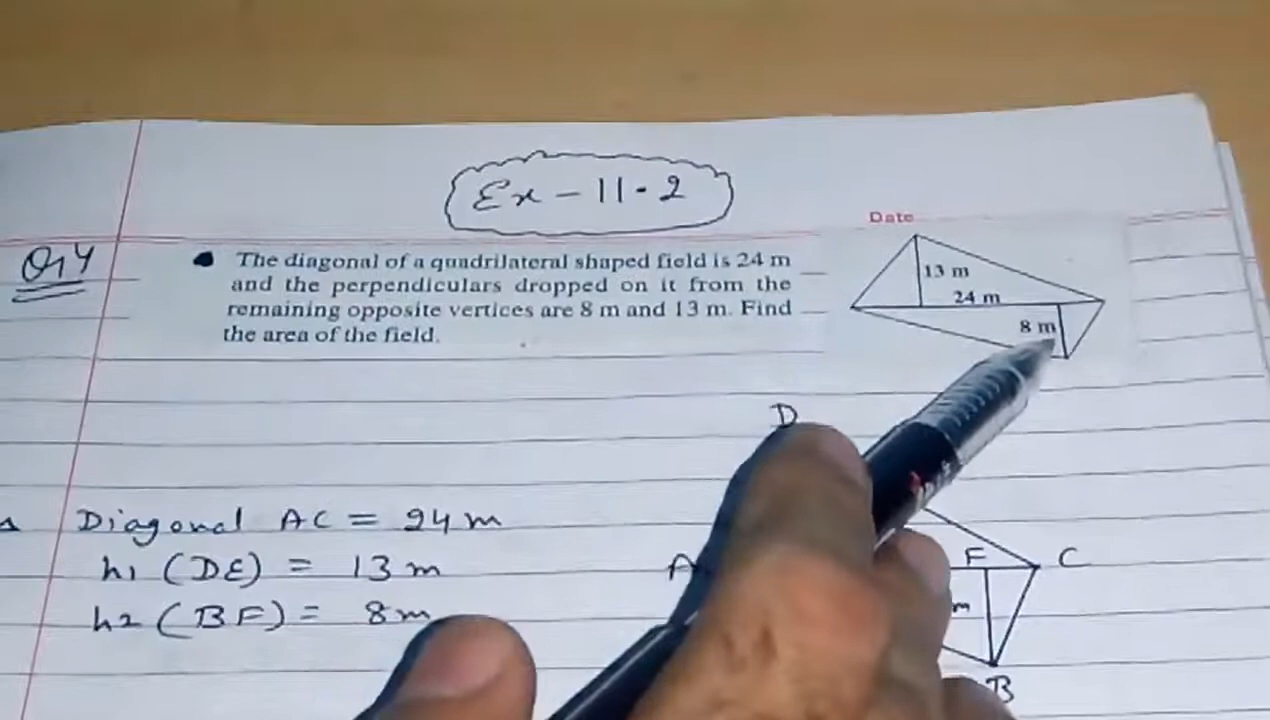 Ex - 11.2
Date
Q.4
The diagonal of a quadrilateral shaped field is 24 m
and the perpendiculars dropped on it from the
remaining opposite vertices are 8 m and 13 m. Find
the area of the field.
13 m
24 m
8 m
D
Diagonal AC = 24 m
h1 (DE) = 13 m
h2 (BF) = 8 m
A
F
C
m
B